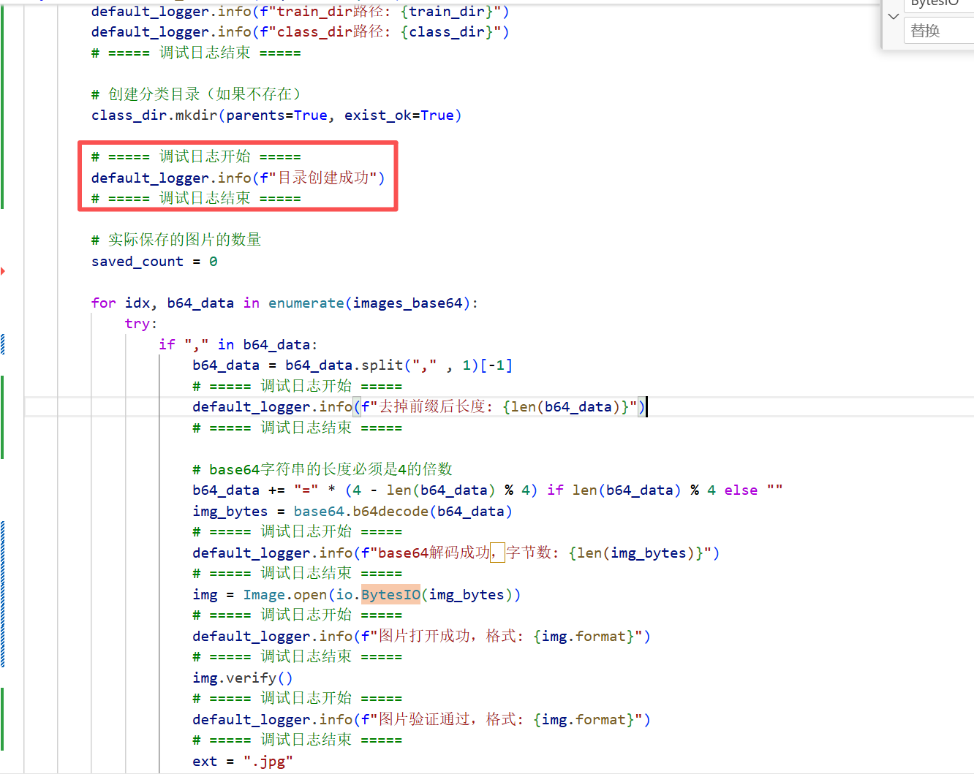 default_logger.info(f"train_dir路径: {train_dir}")
BytesIO
default_logger.info(f"class_dir路径: {class_dir}")
替换
# ===== 调试日志结束 =====
# 创建分类目录（如果不存在）
class_dir.mkdir(parents=True, exist_ok=True)
# ===== 调试日志开始 =====
default_logger.info(f"目录创建成功")
# ===== 调试日志结束 =====
# 实际保存的图片的数量
saved_count = 0
for idx, b64_data in enumerate(images_base64):
try:
if "," in b64_data:
b64_data = b64_data.split("," , 1)[-1]
# ===== 调试日志开始 =====
default_logger.info(f"去掉前缀后长度: {len(b64_data)}")
# ===== 调试日志结束 =====
# base64字符串的长度必须是4的倍数
b64_data += "=" * (4 - len(b64_data) % 4) if len(b64_data) % 4 else ""
img_bytes = base64.b64decode(b64_data)
# ===== 调试日志开始 =====
default_logger.info(f"base64解码成功，字节数: {len(img_bytes)}")
# ===== 调试日志结束 =====
img = Image.open(io.BytesIO(img_bytes))
# ===== 调试日志开始 =====
default_logger.info(f"图片打开成功, 格式: {img.format}")
# ===== 调试日志结束 =====
img.verify()
# ===== 调试日志开始 =====
default_logger.info(f"图片验证通过, 格式: {img.format}")
# ===== 调试日志结束 =====
ext = ".jpg"